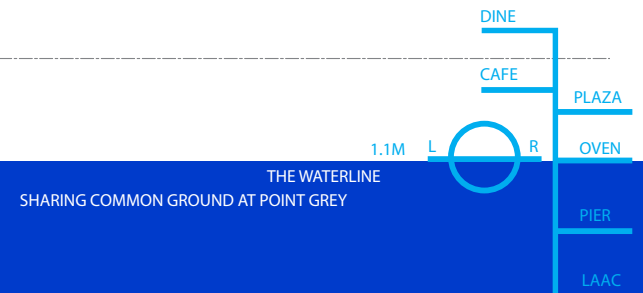 DINE
CAFE
PLAZA
1.1M L R OVEN
THE WATERLINE
SHARING COMMON GROUND AT POINT GREY
PIER
LAAC